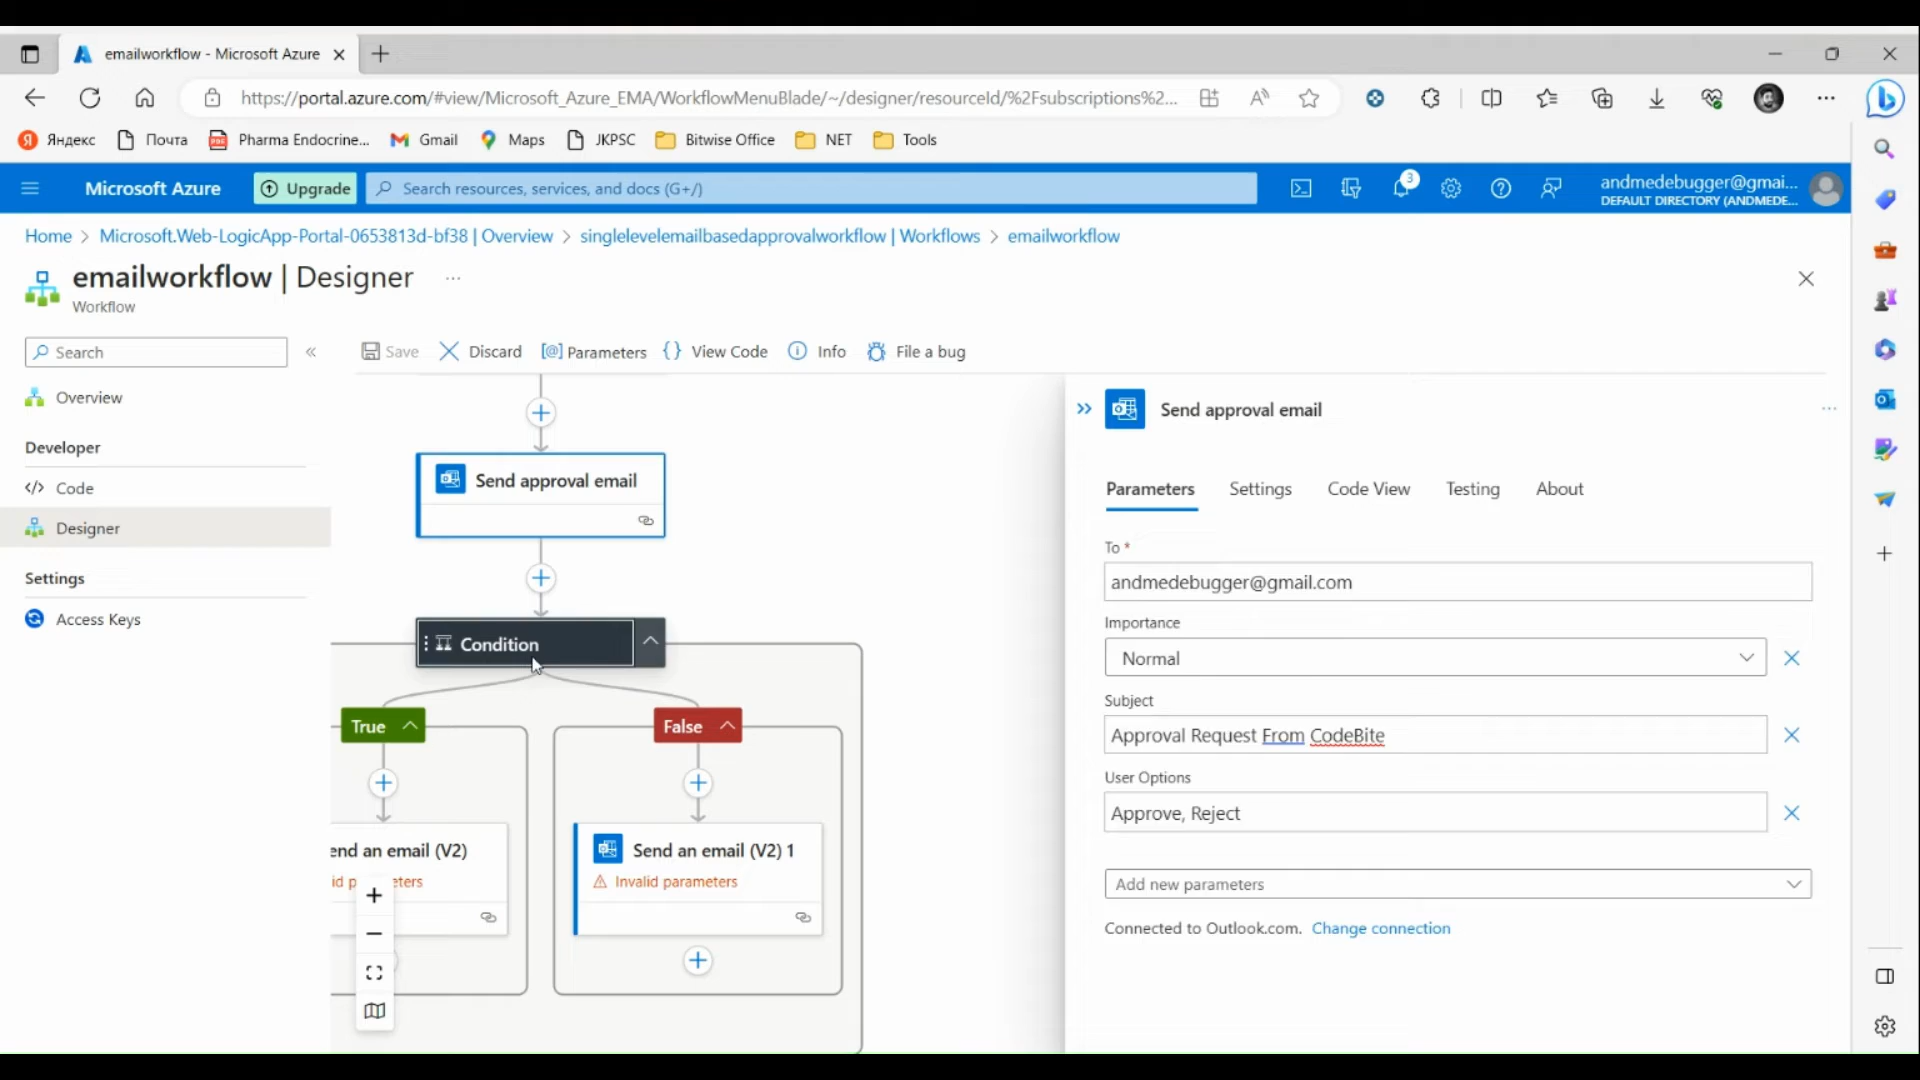 emailworkflow - Microsoft Azure
https://portal.azure.com/#view/Microsoft_Azure_EMA/WorkflowMenuBlade/~/designer/resourceId/%2Fsubscriptions%2...
Яндекс Почта Pharma Endocrine... Gmail Maps JKPSC Bitwise Office NET Tools
Microsoft Azure Upgrade Search resources, services, and docs (G+/) 3 andmedebugger@gmai...
DEFAULT DIRECTORY (ANDMEDE...
Home > Microsoft.Web-LogicApp-Portal-0653813d-bf38 | Overview > singlelevelemailbasedapprovalworkflow | Workflows > emailworkflow
emailworkflow | Designer ...
Workflow
Search «
Save Discard Parameters View Code Info File a bug
Overview
Developer
Code
Designer
Settings
Access Keys
Send approval email
Condition
True
False
end an email (V2)
id p eters
Send an email (V2) 1
Invalid parameters
Send approval email
Parameters Settings Code View Testing About
To *
andmedebugger@gmail.com
Importance
Normal
Subject
Approval Request From CodeBite
User Options
Approve, Reject
Add new parameters
Connected to Outlook.com. Change connection